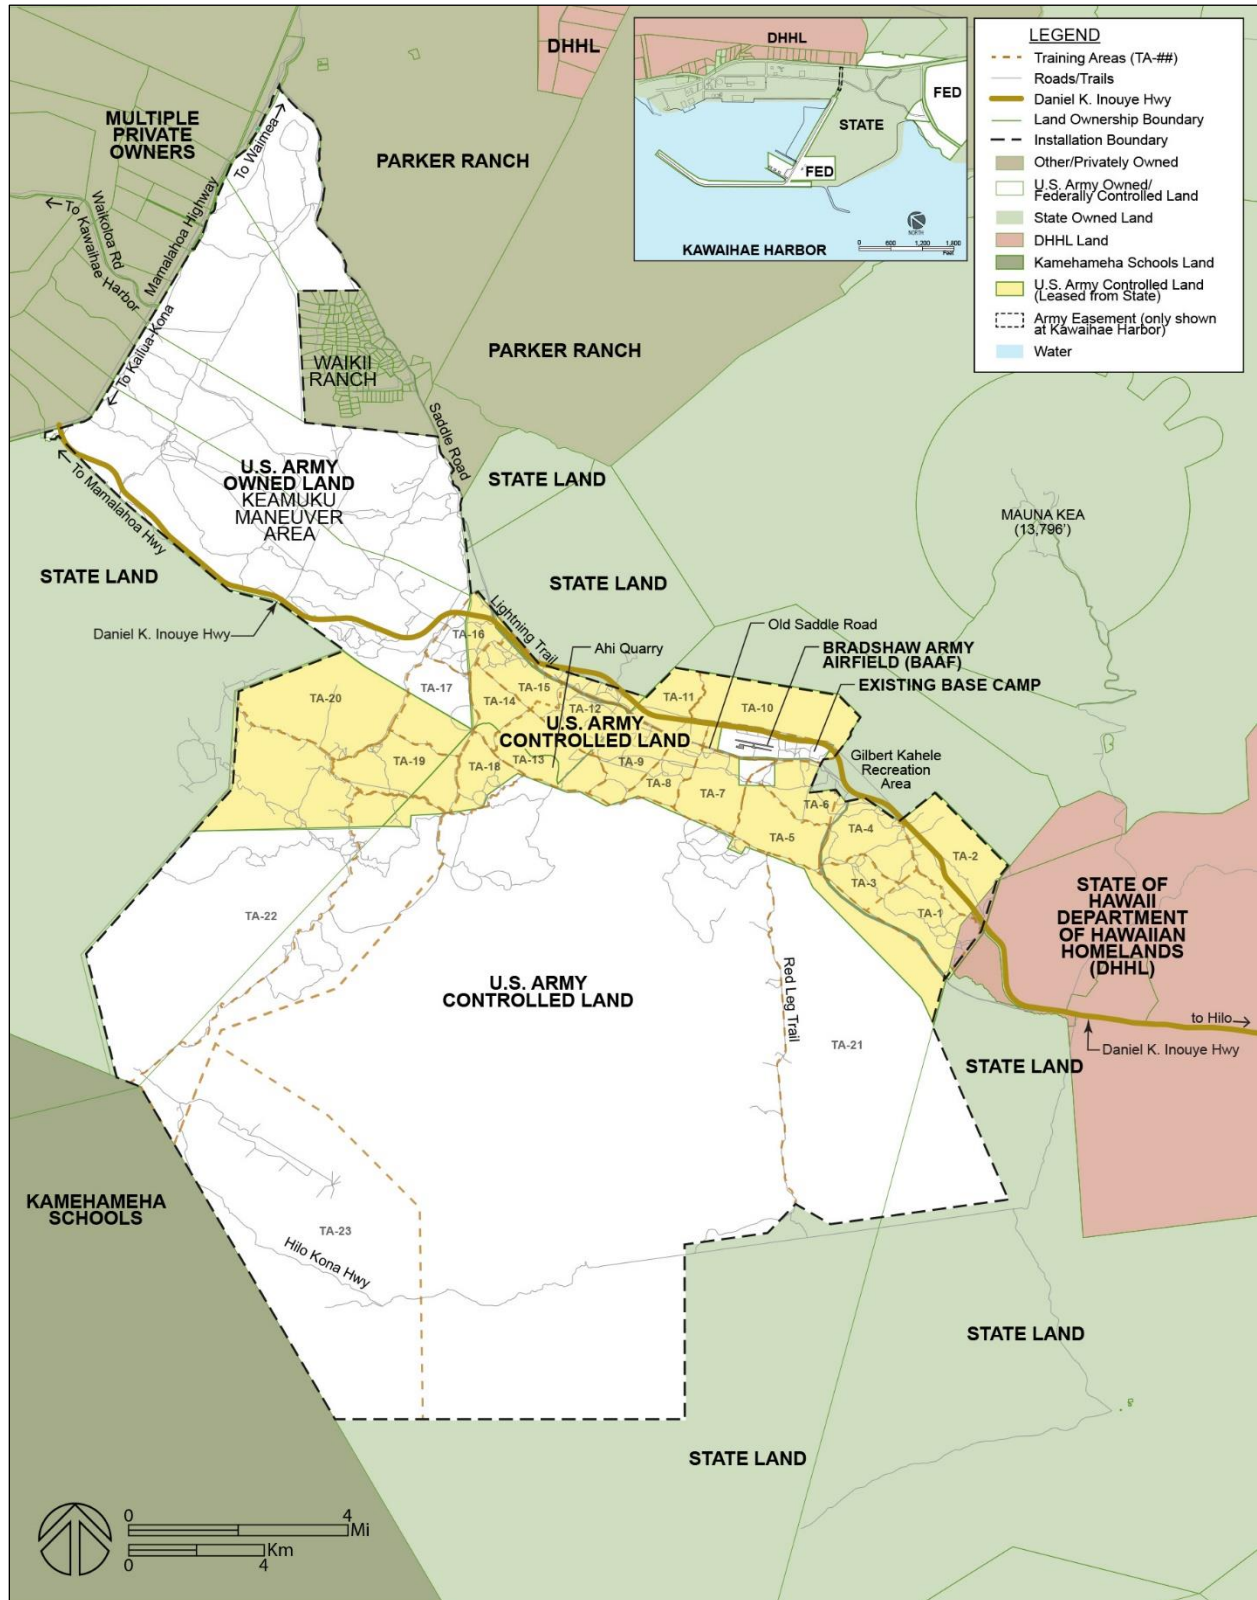 DHHL
MULTIPLE
PRIVATE
OWNERS
To Waimea
PARKER RANCH
Waikoloa Rd
To Kawaihae Harbor
Mamalahoa Highway
To Kailua-Kona
WAIKII
RANCH
PARKER RANCH
Saddle Road
DHHL
FED
STATE
FED
NORTH
0 600 1,200 1,800
Feet
KAWAIHAE HARBOR
LEGEND
Training Areas (TA-##)
Roads/Trails
Daniel K. Inouye Hwy
Land Ownership Boundary
Installation Boundary
Other/Privately Owned
U.S. Army Owned/
Federally Controlled Land
State Owned Land
DHHL Land
Kamehameha Schools Land
U.S. Army Controlled Land
(Leased from State)
Army Easement (only shown
at Kawaihae Harbor)
Water
U.S. ARMY
OWNED LAND
KEAMUKU
MANEUVER
AREA
To Mamalahoa Hwy
STATE LAND
STATE LAND
MAUNA KEA
(13,796')
STATE LAND
Daniel K. Inouye Hwy
Lightning Trail
Ahi Quarry
Old Saddle Road
BRADSHAW ARMY
AIRFIELD (BAAF)
EXISTING BASE CAMP
TA-16
TA-17
TA-20
TA-15
TA-14
TA-12
TA-11
TA-10
U.S. ARMY
CONTROLLED LAND
Gilbert Kahele
Recreation
Area
TA-19
TA-18
TA-13
TA-9
TA-8
TA-7
TA-6
TA-5
TA-4
TA-2
TA-3
TA-1
STATE OF
HAWAII
DEPARTMENT
OF HAWAIIAN
HOMELANDS
(DHHL)
TA-22
U.S. ARMY
CONTROLLED LAND
Red Leg Trail
TA-21
to Hilo
Daniel K. Inouye Hwy
STATE LAND
KAMEHAMEHA
SCHOOLS
TA-23
Hilo Kona Hwy
STATE LAND
STATE LAND
0 4
Mi
Km
0 4